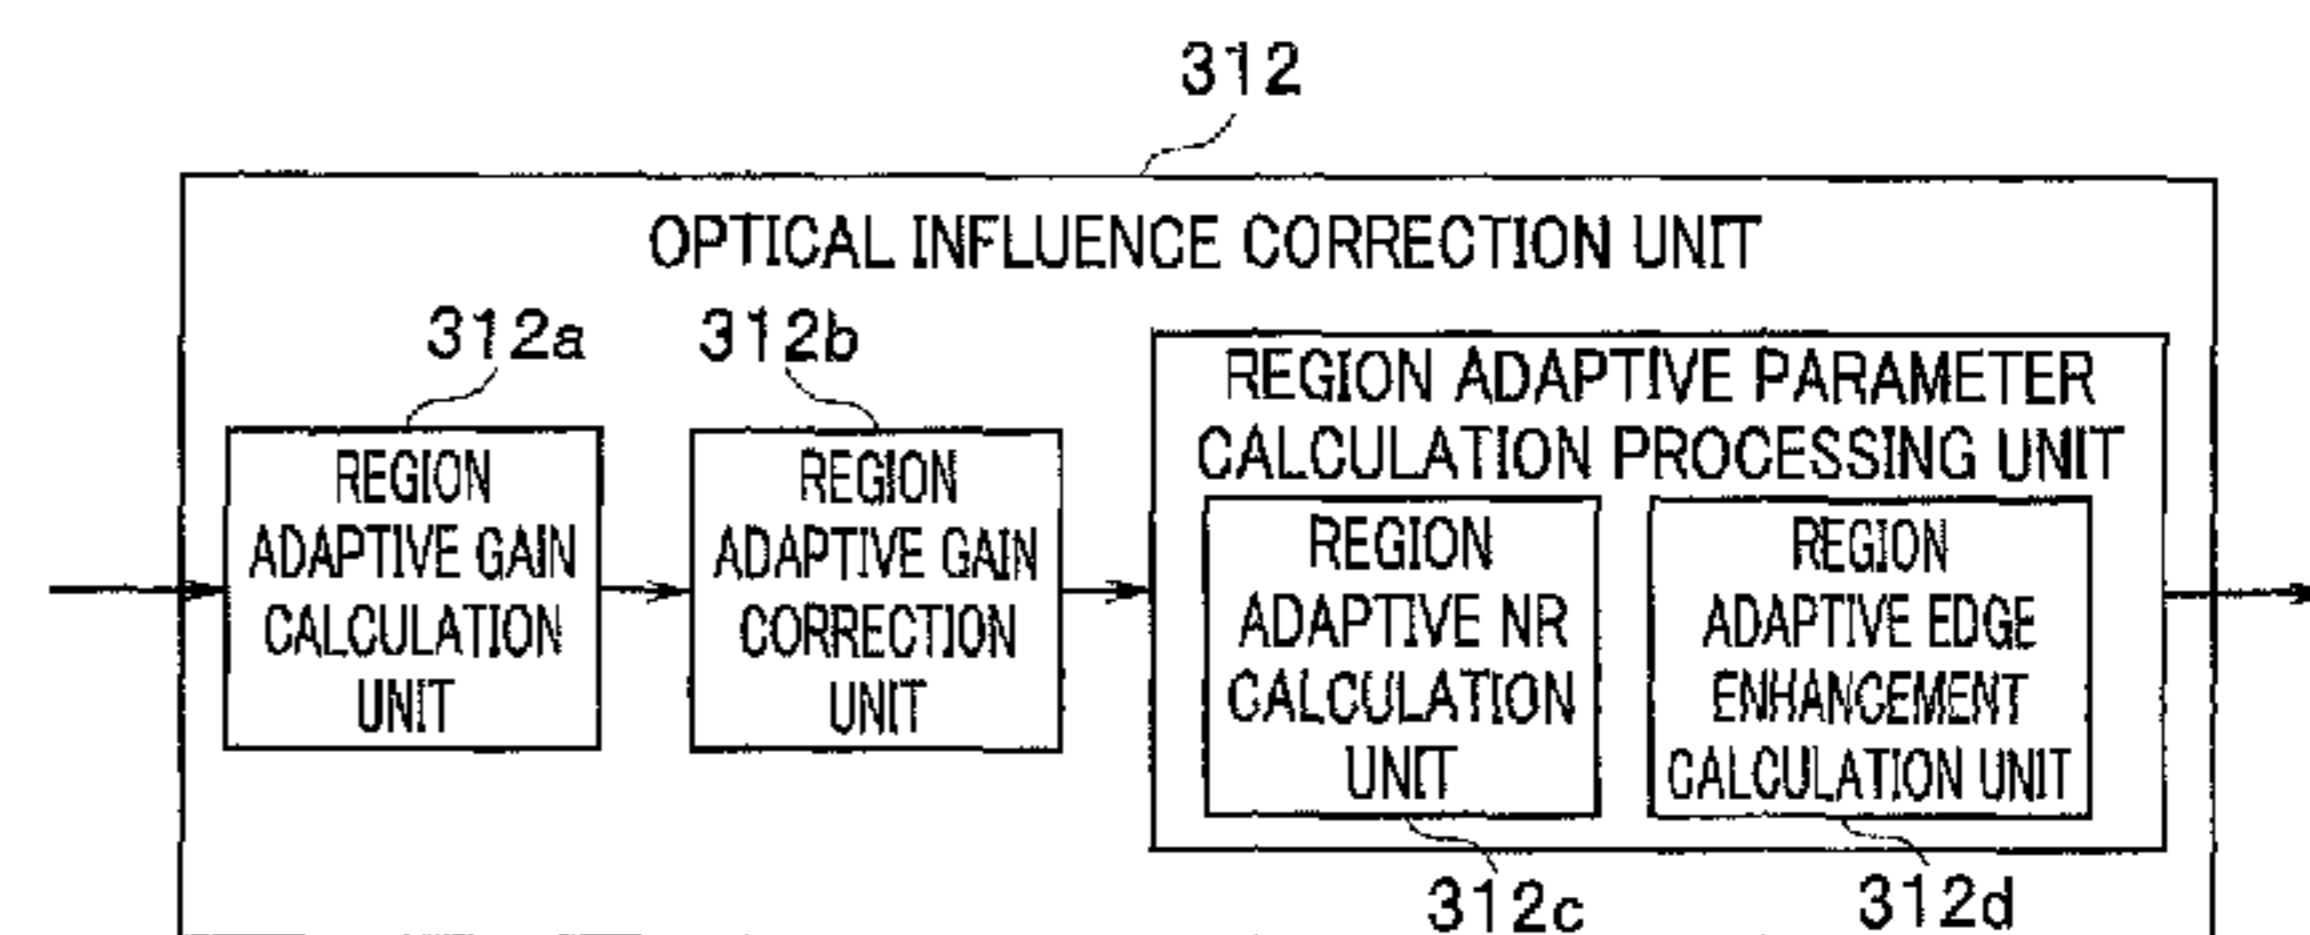 312
OPTICAL INFLUENCE CORRECTION UNIT
312a
312b
REGION
ADAPTIVE GAIN
CALCULATION
UNIT
REGION
ADAPTIVE GAIN
CORRECTION
UNIT
REGION ADAPTIVE PARAMETER
CALCULATION PROCESSING UNIT
REGION
ADAPTIVE NR
CALCULATION
UNIT
REGION
ADAPTIVE EDGE
ENHANCEMENT
CALCULATION UNIT
312c
312d